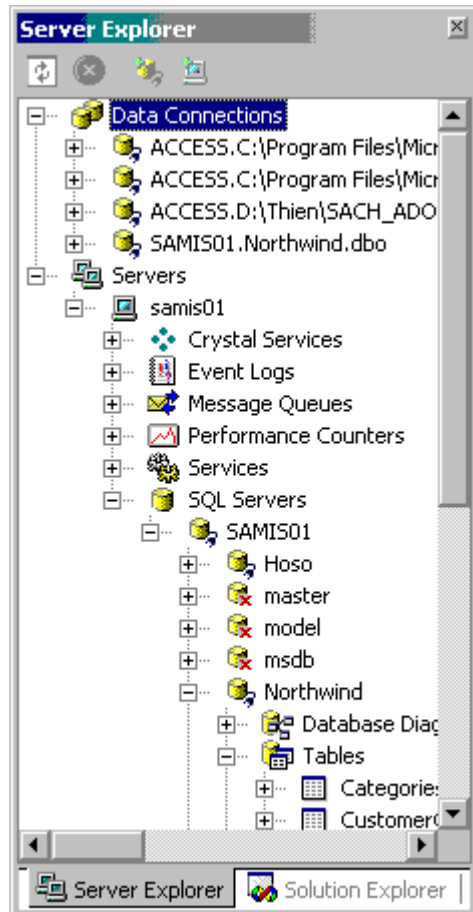 Server Explorer
Data Connections
ACCESS.C:\Program Files\Micr
ACCESS.C:\Program Files\Micr
ACCESS.D:\Thien\SACH_ADO
SAMIS01.Northwind.dbo
Servers
samis01
Crystal Services
Event Logs
Message Queues
Performance Counters
Services
SQL Servers
SAMIS01
Hoso
master
model
msdb
Northwind
Database Diag
Tables
Categories
Customer
Server Explorer Solution Explorer